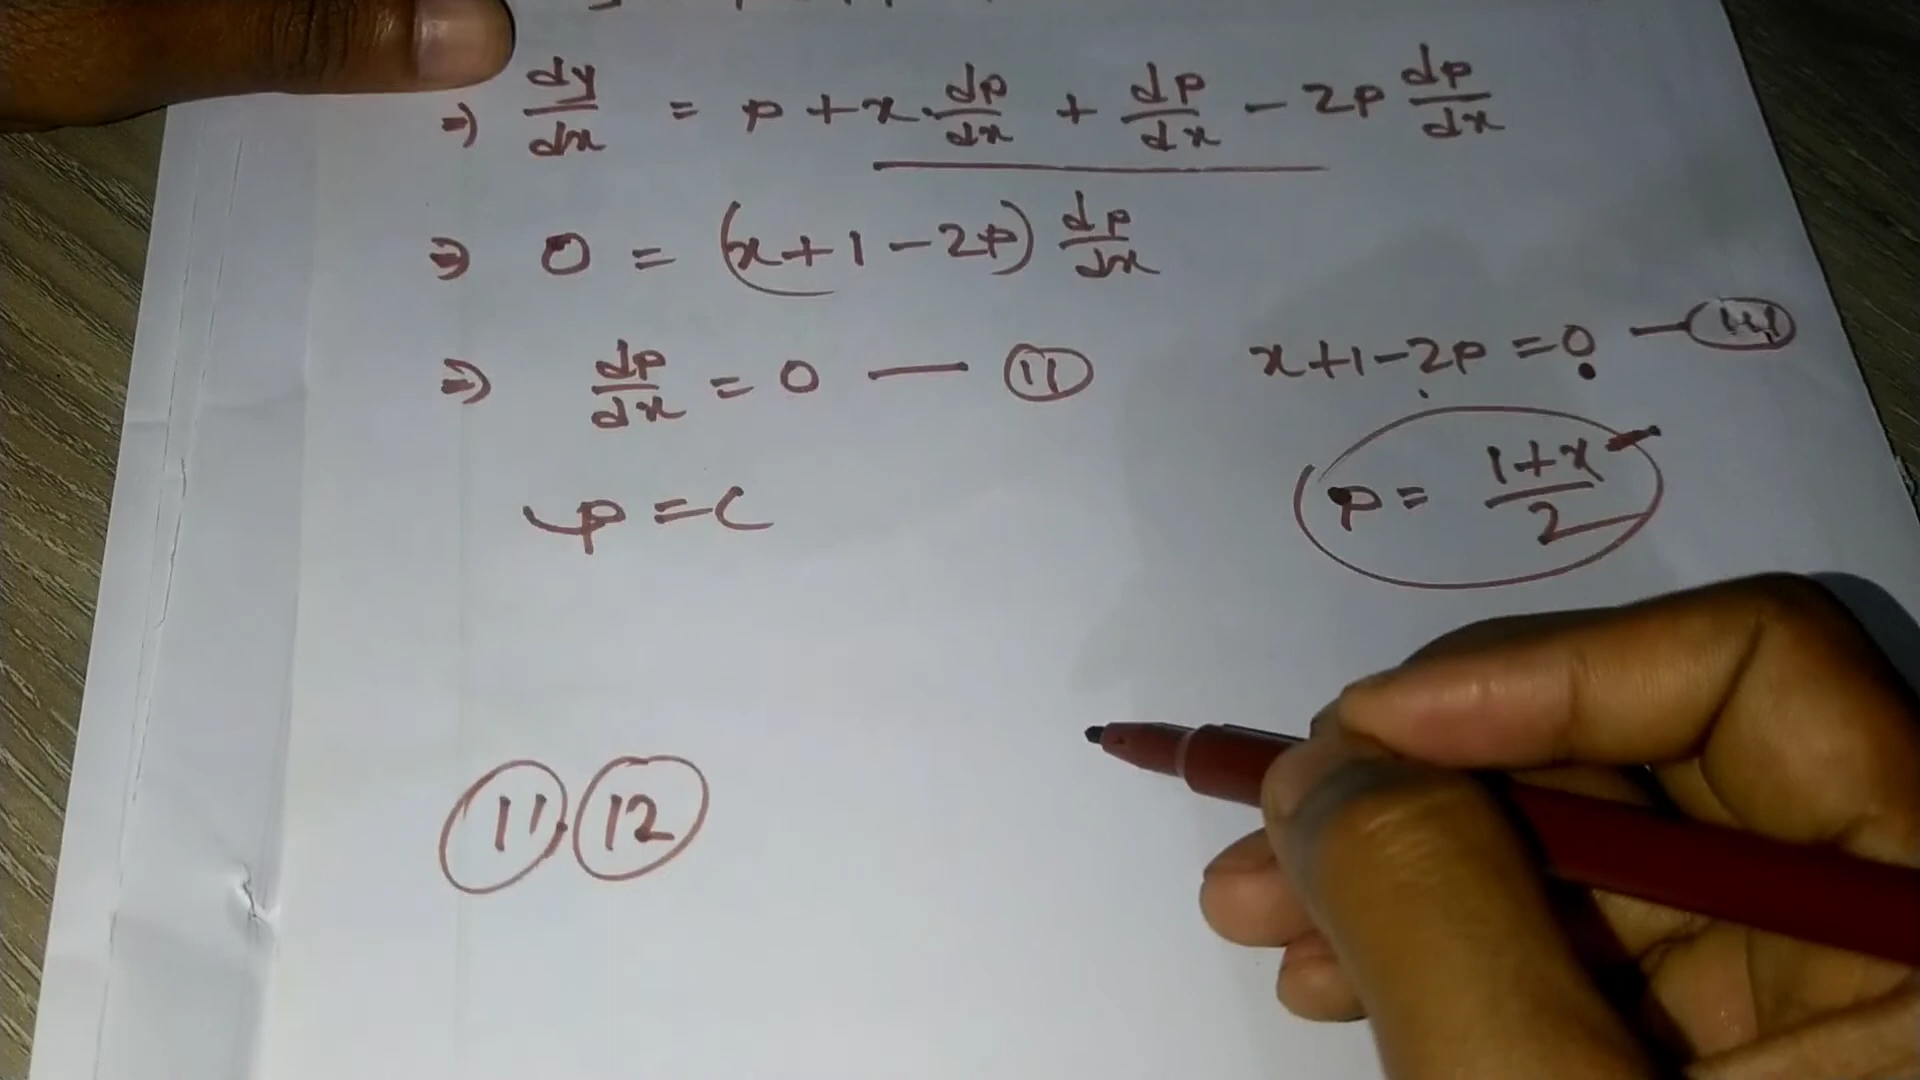 ⇒ dy/dx = p + x · dp/dx + dp/dx - 2p dp/dx
⇒ 0 = (x+1-2p) dp/dx
⇒ dp/dx = 0 — (11)
x+1-2p = 0 — (111)
p = c
p = (1+x)/2
(11) (12)